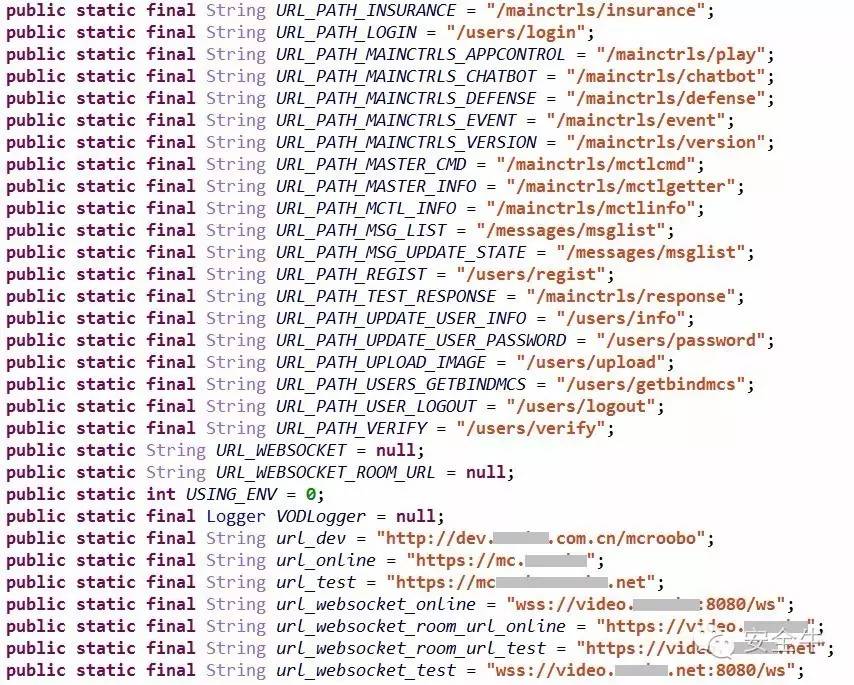 public static final String URL_PATH_INSURANCE = "/mainctrls/insurance";
public static final String URL_PATH_LOGIN = "/users/login";
public static final String URL_PATH_MAINCTRLS_APPCONTROL = "/mainctrls/play";
public static final String URL_PATH_MAINCTRLS_CHATBOT = "/mainctrls/chatbot";
public static final String URL_PATH_MAINCTRLS_DEFENSE = "/mainctrls/defense";
public static final String URL_PATH_MAINCTRLS_EVENT = "/mainctrls/event";
public static final String URL_PATH_MAINCTRLS_VERSION = "/mainctrls/version";
public static final String URL_PATH_MASTER_CMD = "/mainctrls/mctlcmd";
public static final String URL_PATH_MASTER_INFO = "/mainctrls/mctlgetter";
public static final String URL_PATH_MCTL_INFO = "/mainctrls/mctlinfo";
public static final String URL_PATH_MSG_LIST = "/messages/msglist";
public static final String URL_PATH_MSG_UPDATE_STATE = "/messages/msglist";
public static final String URL_PATH_REGIST = "/users/regist";
public static final String URL_PATH_TEST_RESPONSE = "/mainctrls/response";
public static final String URL_PATH_UPDATE_USER_INFO = "/users/info";
public static final String URL_PATH_UPDATE_USER_PASSWORD = "/users/password";
public static final String URL_PATH_UPLOAD_IMAGE = "/users/upload";
public static final String URL_PATH_USERS_GETBINDMCS = "/users/getbindmcs";
public static final String URL_PATH_USER_LOGOUT = "/users/logout";
public static final String URL_PATH_VERIFY = "/users/verify";
public static String URL_WEBSOCKET = null;
public static String URL_WEBSOCKET_ROOM_URL = null;
public static int USING_ENV = 0;
public static final Logger VODLogger = null;
public static final String url_dev = "http://dev. .com.cn/mcroobo";
public static final String url_online = "https://mc. ";
public static final String url_test = "https://mc .net";
public static final String url_websocket_online = "wss://video. :8080/ws";
public static final String url_websocket_room_url_online = "https://vi ";
public static final String url_websocket_room_url_test = "https://vid .net";
public static final String url_websocket_test = "wss://video. .net:8080/ws";
安全牛